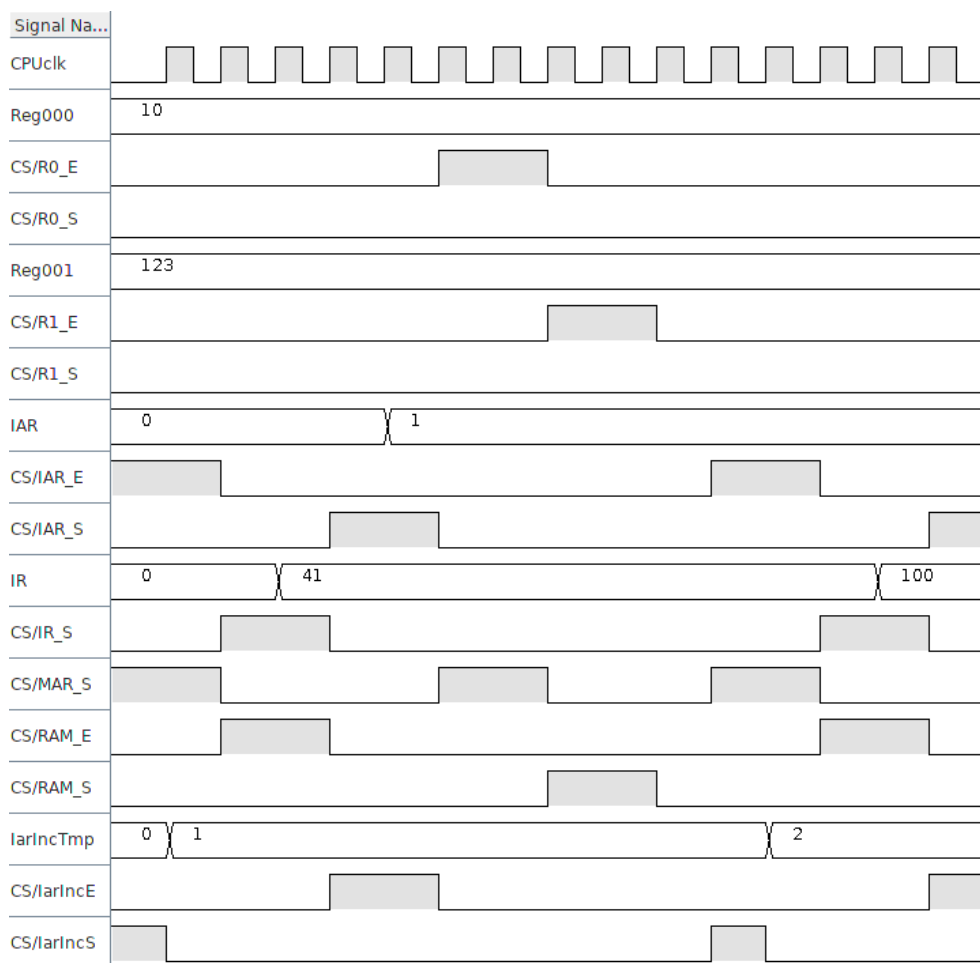 Signal Na...
CPUclk
Reg000 10
CS/R0_E
CS/R0_S
Reg001 123
CS/R1_E
CS/R1_S
IAR 0 1
CS/IAR_E
CS/IAR_S
IR 0 41 100
CS/IR_S
CS/MAR_S
CS/RAM_E
CS/RAM_S
IarIncTmp 0 1 2
CS/IarIncE
CS/IarIncS